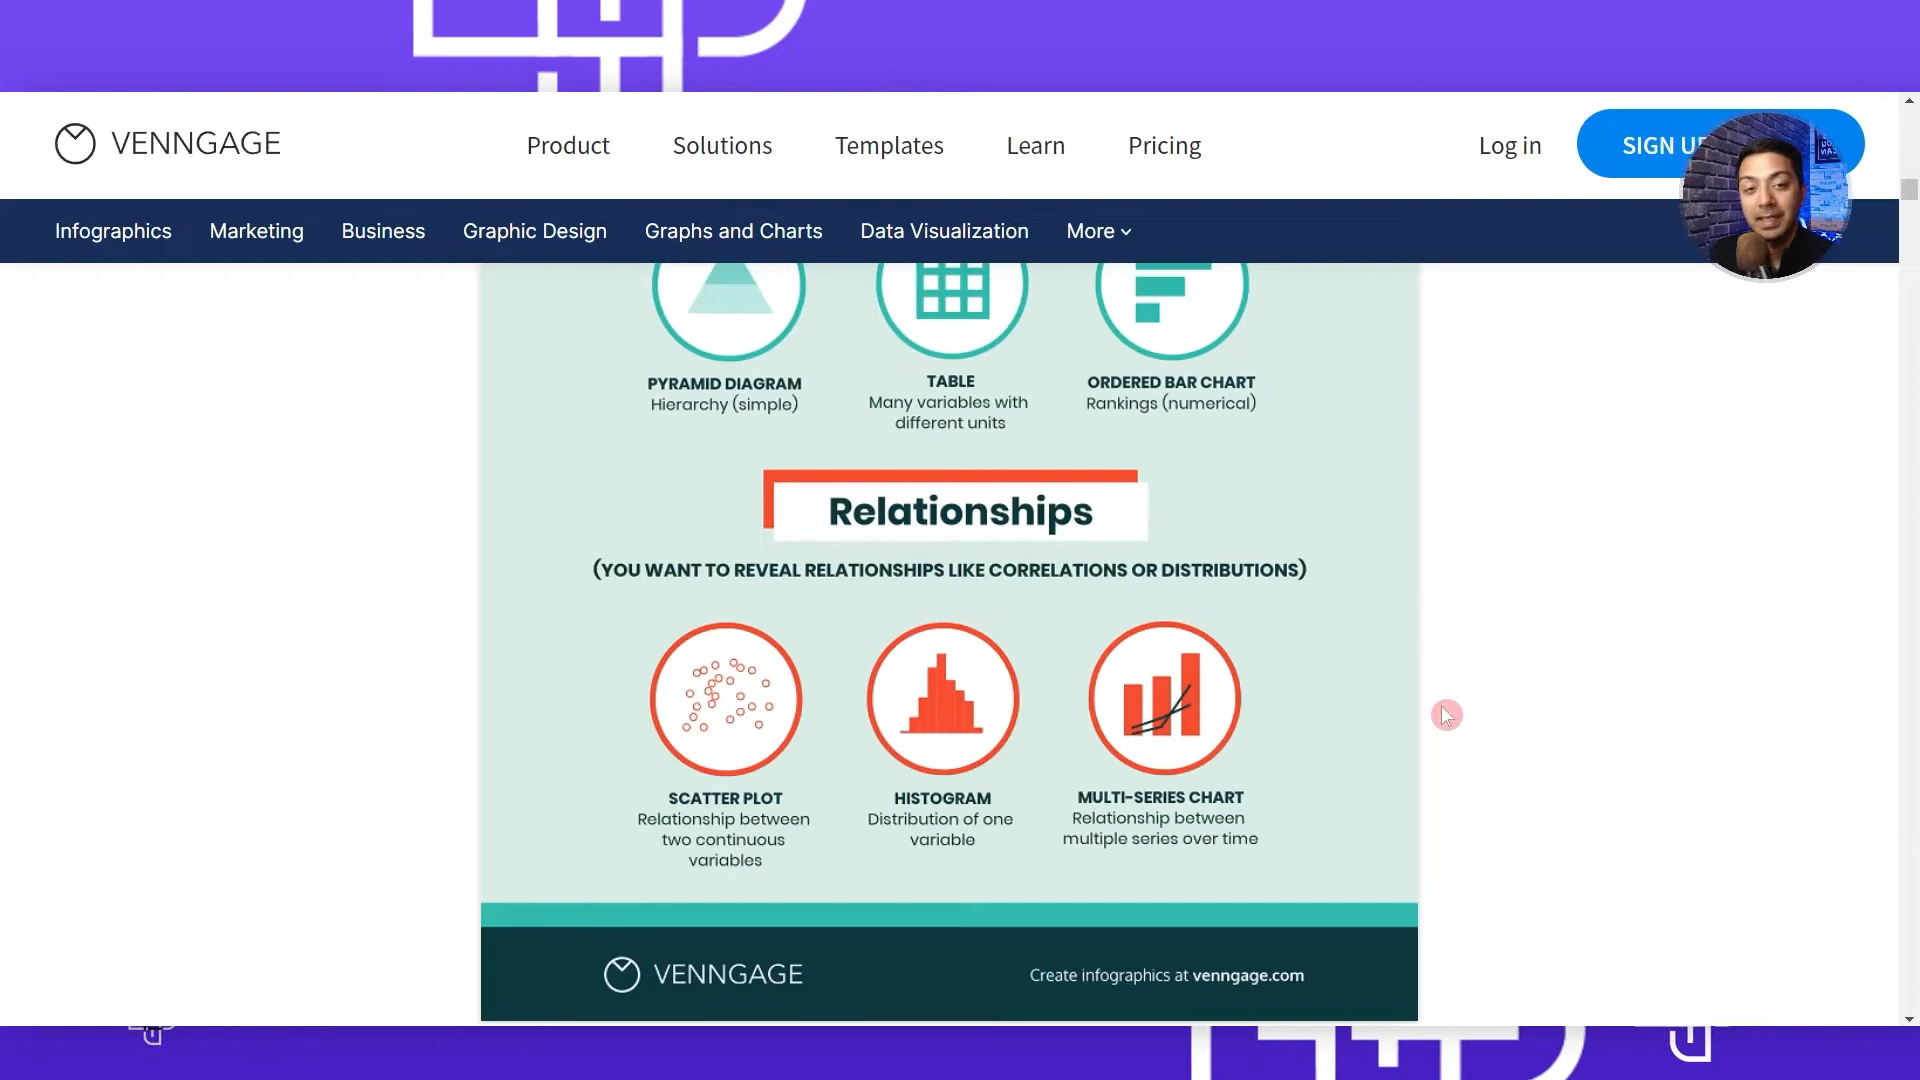 VENNGAGE
Product
Solutions
Templates
Learn
Pricing
Log in
SIGN UP
Infographics
Marketing
Business
Graphic Design
Graphs and Charts
Data Visualization
More
PYRAMID DIAGRAM
Hierarchy (simple)
TABLE
Many variables with
different units
ORDERED BAR CHART
Rankings (numerical)
Relationships
(YOU WANT TO REVEAL RELATIONSHIPS LIKE CORRELATIONS OR DISTRIBUTIONS)
SCATTER PLOT
Relationship between
two continuous
variables
HISTOGRAM
Distribution of one
variable
MULTI-SERIES CHART
Relationship between
multiple series over time
VENNGAGE
Create infographics at venngage.com